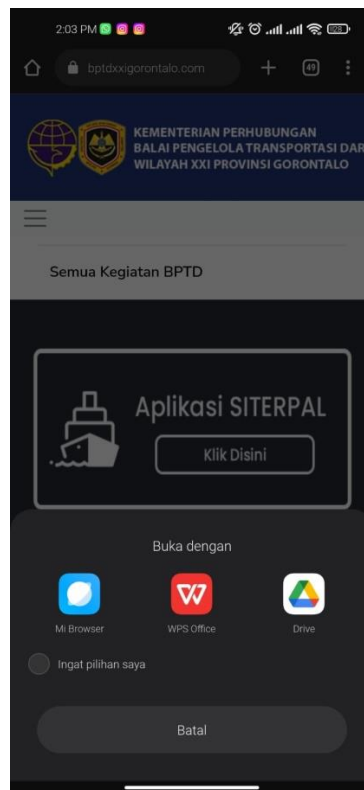 2:03 PM
bptdxxigorontalo.com
49
KEMENTERIAN PERHUBUNGAN
BALAI PENGELOLA TRANSPORTASI DAR
WILAYAH XXI PROVINSI GORONTALO
Semua Kegiatan BPTD
Aplikasi SITERPAL
Klik Disini
Buka dengan
Mi Browser
WPS Office
Drive
Ingat pilihan saya
Batal